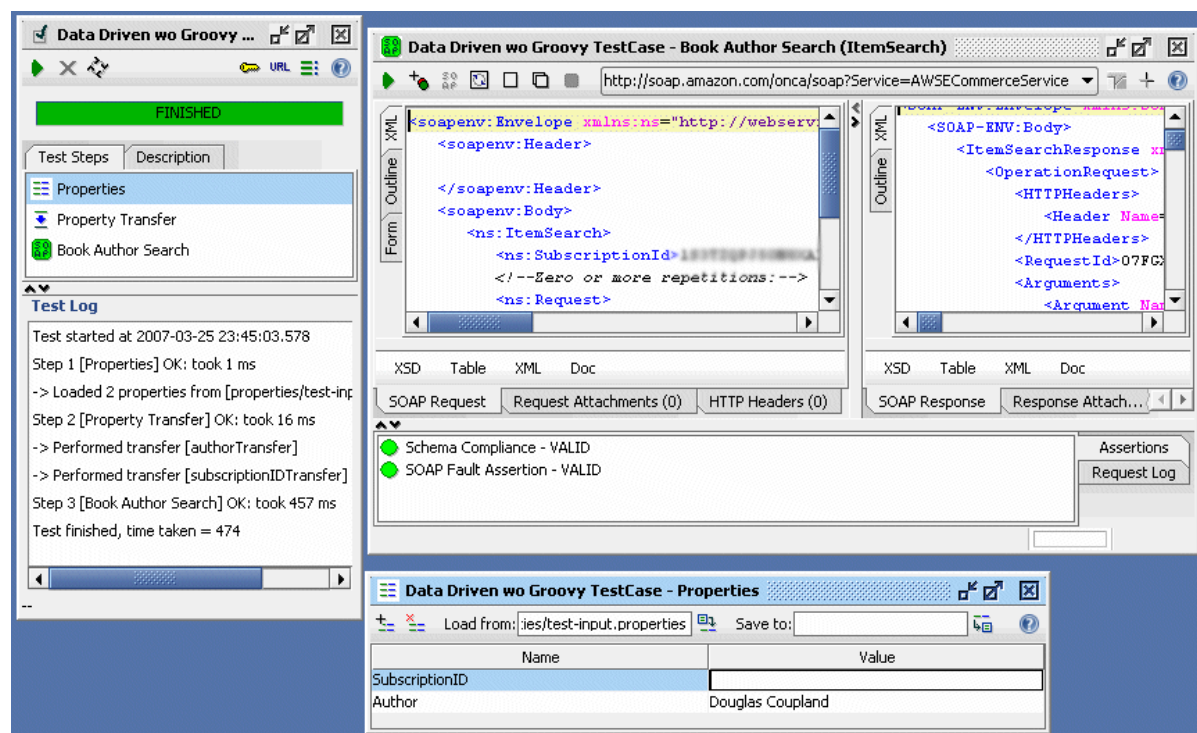 Data Driven wo Groovy ...
URL
FINISHED
Test Steps Description
Properties
Property Transfer
Book Author Search
Test Log
Test started at 2007-03-25 23:45:03.578
Step 1 [Properties] OK: took 1 ms
-> Loaded 2 properties from [properties/test-inp
Step 2 [Property Transfer] OK: took 16 ms
-> Performed transfer [authorTransfer]
-> Performed transfer [subscriptionIDTransfer]
Step 3 [Book Author Search] OK: took 457 ms
Test finished, time taken = 474
--
Data Driven wo Groovy TestCase - Book Author Search (ItemSearch)
http://soap.amazon.com/onca/soap?Service=AWSECommerceService
XML
Outline
Form
<soapenv:Envelope xmlns:ns="http://webserv
<soapenv:Header>
</soapenv:Header>
<soapenv:Body>
<ns:ItemSearch>
<ns:SubscriptionId>
<!--Zero or more repetitions:-->
<ns:Request>
XSD Table XML Doc
SOAP Request Request Attachments (0) HTTP Headers (0)
XML
Outline
<SOAP-ENV:Body>
<ItemSearchResponse
<OperationRequest>
<HTTPHeaders>
<Header Name=
</HTTPHeaders>
<RequestId>07FGX
<Arguments>
<Argument Nam
XSD Table XML Doc
SOAP Response Response Attach...
Schema Compliance - VALID
SOAP Fault Assertion - VALID
Assertions
Request Log
Data Driven wo Groovy TestCase - Properties
Load from: ies/test-input.properties Save to:
Name Value
SubscriptionID
Author Douglas Coupland